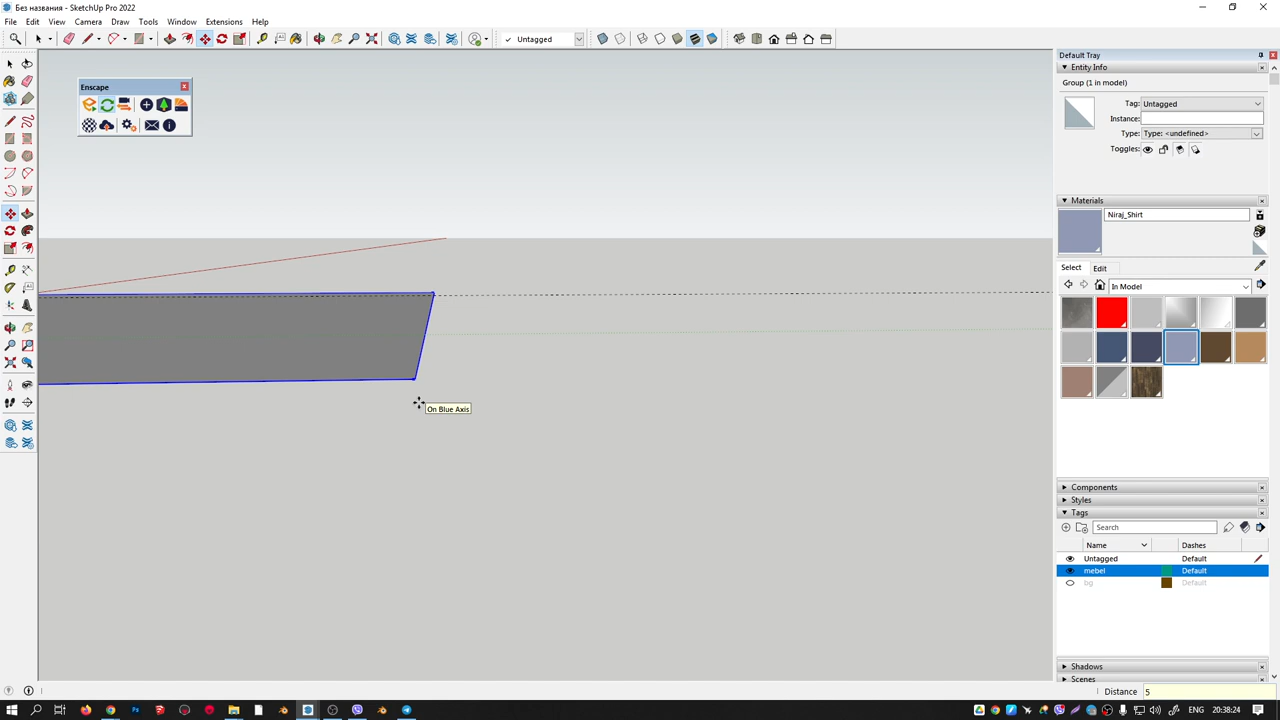 Без названия - SketchUp Pro 2022
File Edit View Camera Draw Tools Window Extensions Help
Untagged
Default Tray
Enscape
Entity Info
Group (1 in model)
Tag: Untagged
Instance:
Type: Type: <undefined>
Toggles:
Materials
Niraj_Shirt
Select Edit
In Model
On Blue Axis
Components
Styles
Tags
Search
Name Dashes
Untagged Default
mebel Default
bg Default
Shadows
Scenes
Distance 5
ENG 20:38:24